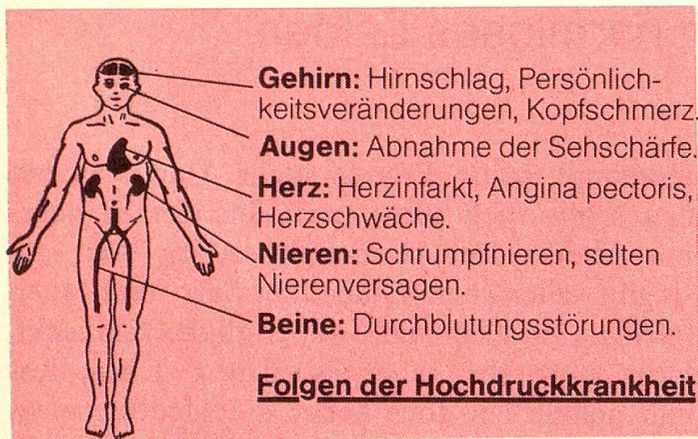 Gehirn: Hirnschlag, Persönlich-
keitsveränderungen, Kopfschmerz.
Augen: Abnahme der Sehschärfe.
Herz: Herzinfarkt, Angina pectoris,
Herzschwäche.
Nieren: Schrumpfnieren, selten
Nierenversagen.
Beine: Durchblutungsstörungen.
Folgen der Hochdruckkrankheit